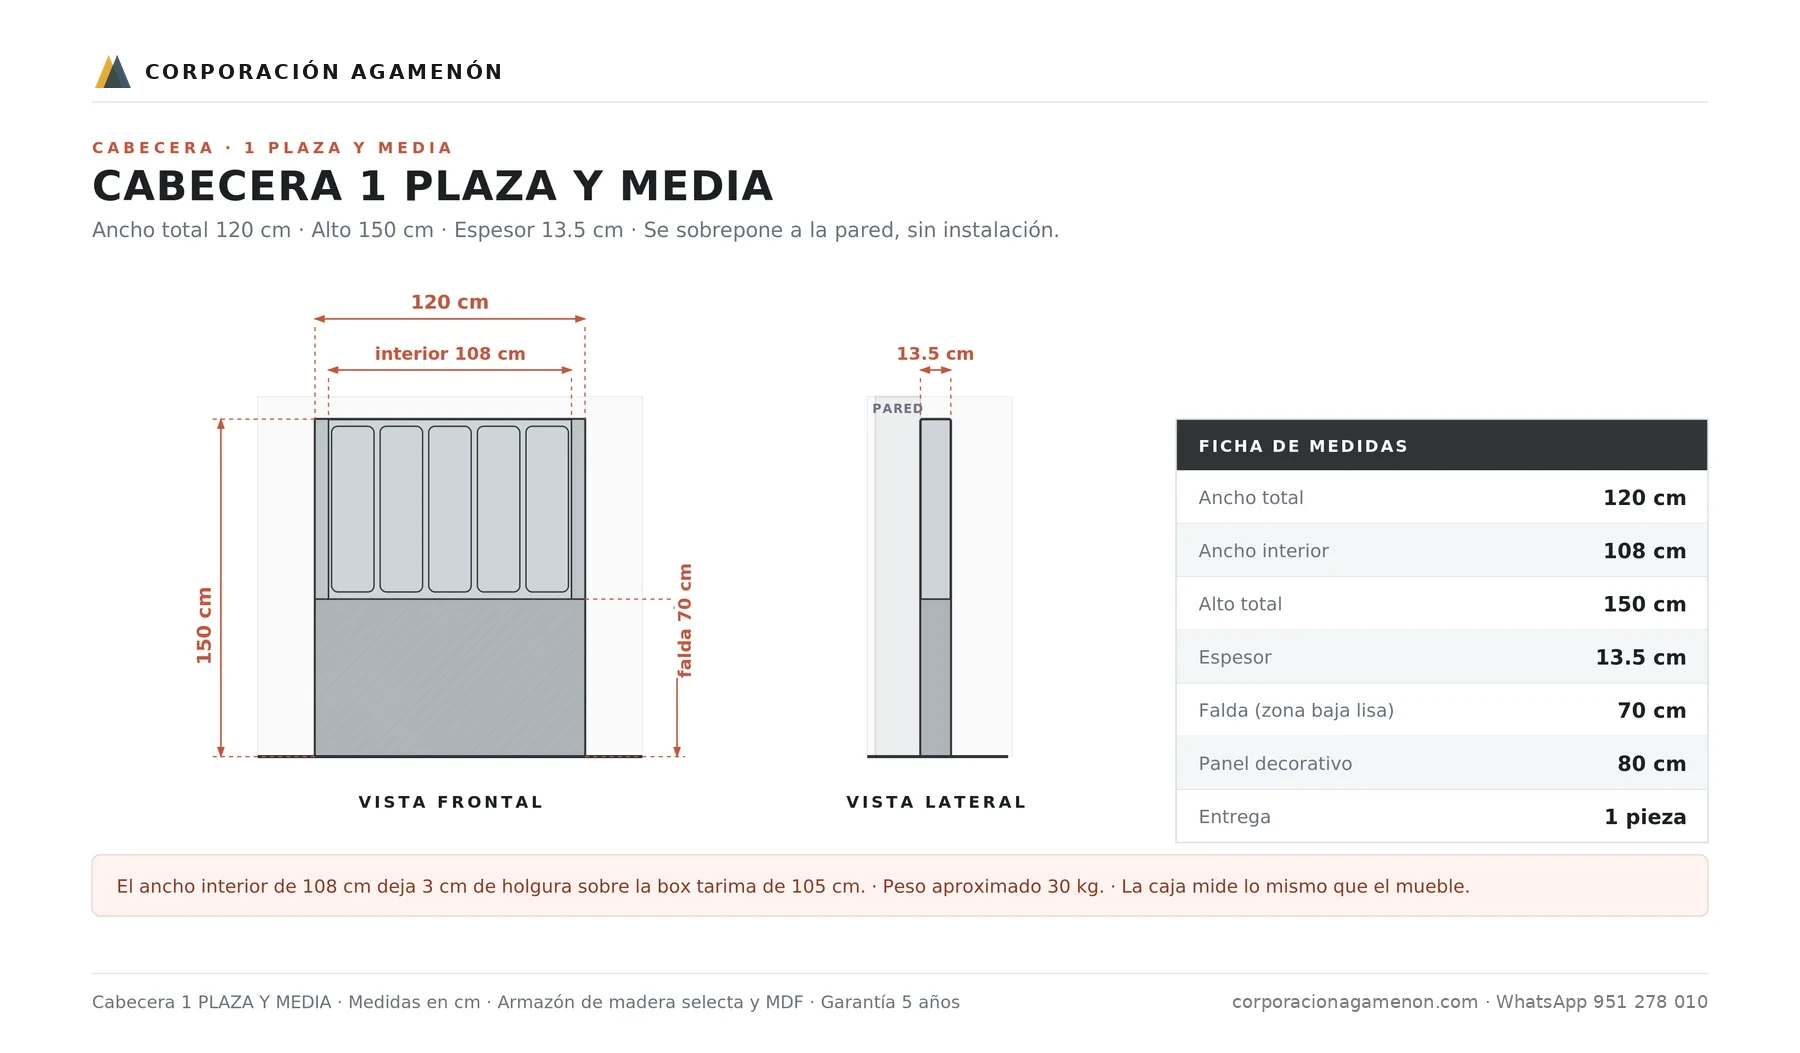 CORPORACIÓN AGAMENÓN
CABECERA · 1 PLAZA Y MEDIA
CABECERA 1 PLAZA Y MEDIA
Ancho total 120 cm · Alto 150 cm · Espesor 13.5 cm · Se sobrepone a la pared, sin instalación.
120 cm
interior 108 cm
150 cm
falda 70 cm
VISTA FRONTAL
13.5 cm
PARED
VISTA LATERAL
FICHA DE MEDIDAS
Ancho total 120 cm
Ancho interior 108 cm
Alto total 150 cm
Espesor 13.5 cm
Falda (zona baja lisa) 70 cm
Panel decorativo 80 cm
Entrega 1 pieza
El ancho interior de 108 cm deja 3 cm de holgura sobre la box tarima de 105 cm. · Peso aproximado 30 kg. · La caja mide lo mismo que el mueble.
Cabecera 1 PLAZA Y MEDIA · Medidas en cm · Armazón de madera selecta y MDF · Garantía 5 años
corporacionagamenon.com · WhatsApp 951 278 010